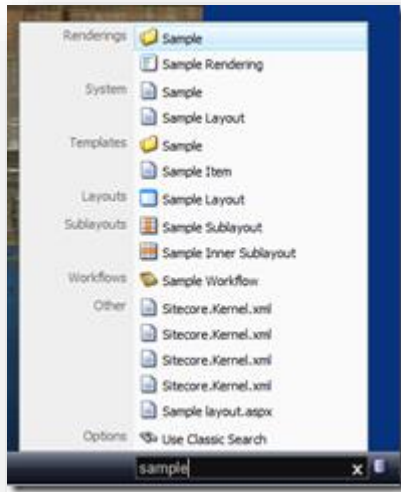 Renderings Sample
Sample Rendering
System Sample
Sample Layout
Templates Sample
Sample Item
Layouts Sample Layout
Sublayouts Sample Sublayout
Sample Inner Sublayout
Workflows Sample Workflow
Other Sitecore.Kernel.xml
Sitecore.Kernel.xml
Sitecore.Kernel.xml
Sitecore.Kernel.xml
Sample layout.aspx
Options Use Classic Search
sample x